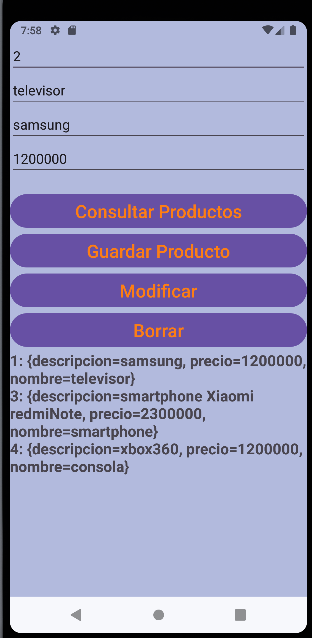 7:58
2
televisor
samsung
1200000
Consultar Productos
Guardar Producto
Modificar
Borrar
1: {descripcion=samsung, precio=1200000,
nombre=televisor}
3: {descripcion=smartphone Xiaomi
redmiNote, precio=2300000,
nombre=smartphone}
4: {descripcion=xbox360, precio=1200000,
nombre=consola}